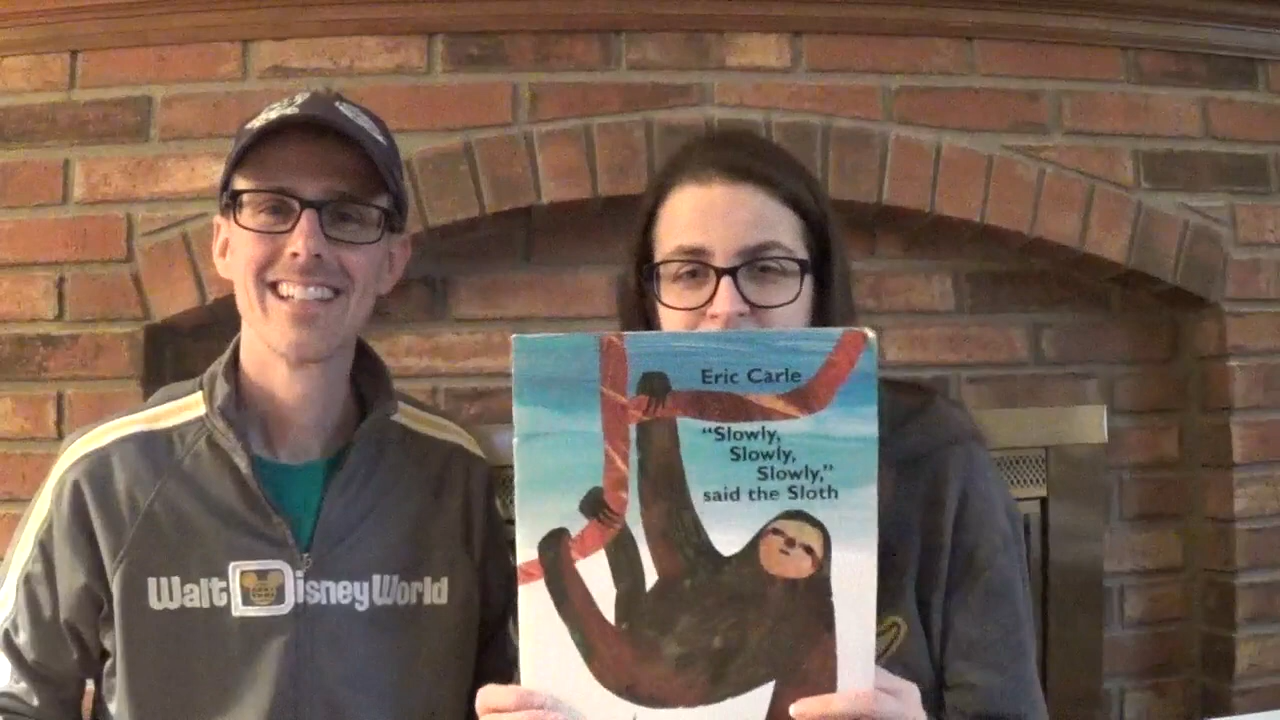 Eric Carle
"Slowly,
Slowly,
Slowly,"
said the Sloth
Walt Disney World